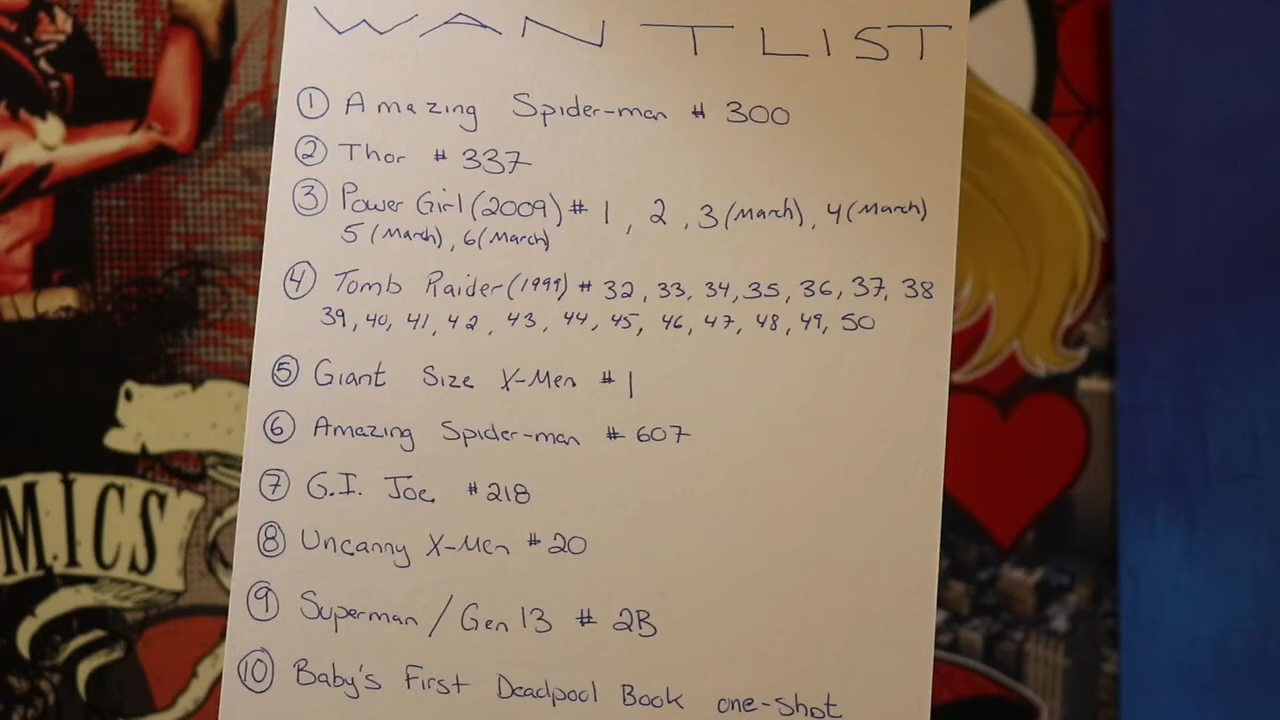 WANT LIST
① Amazing Spider-man # 300
② Thor # 337
③ Power Girl (2009) # 1, 2, 3 (March), 4 (March)
5 (March), 6 (March)
④ Tomb Raider (1999) # 32, 33, 34, 35, 36, 37, 38
39, 40, 41, 42, 43, 44, 45, 46, 47, 48, 49, 50
⑤ Giant Size X-Men # 1
⑥ Amazing Spider-man # 607
⑦ G.I. Joe #218
⑧ Uncanny X-Men #20
⑨ Superman / Gen 13 # 2B
⑩ Baby's First Deadpool Book one-shot
MICS